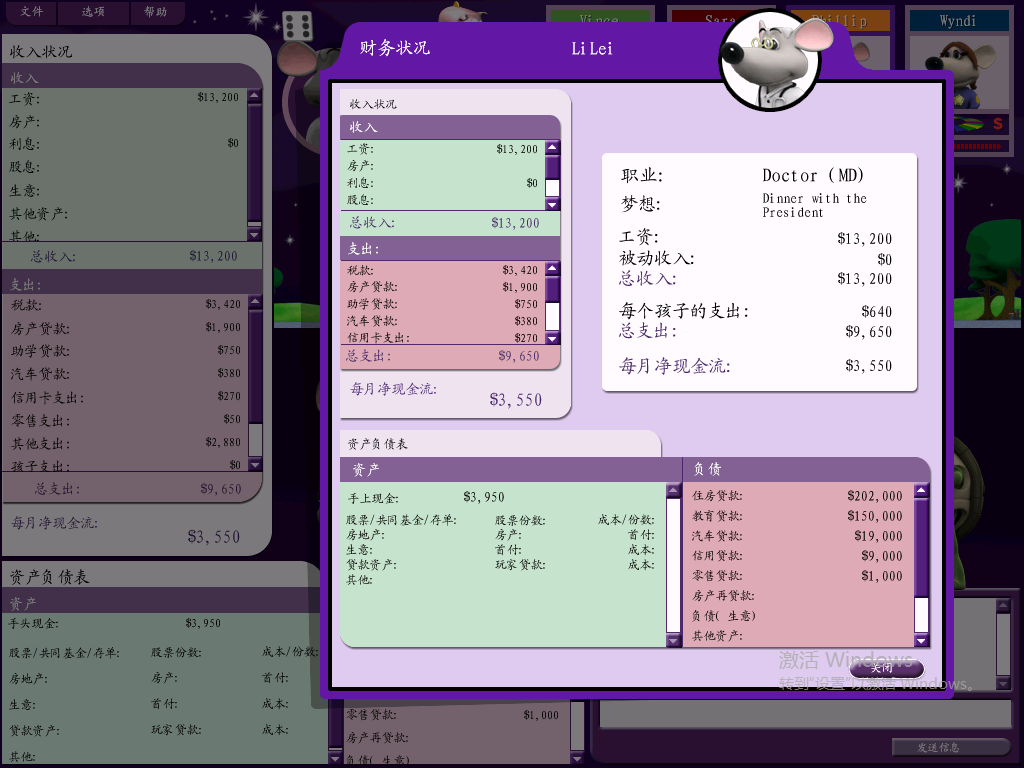 文件 选项 帮助
Vince Sara Phillip Wyndi
收入状况
收入
工资: $13,200
房产:
利息: $0
股息:
生意:
其他资产:
其他:
总收入: $13,200
支出:
税款: $3,420
房产贷款: $1,900
助学贷款: $750
汽车贷款: $380
信用卡支出: $270
零售支出: $50
其他支出: $2,880
孩子支出: $0
总支出: $9,650
每月净现金流:
$3,550
资产负债表
资产
手头现金: $3,950
股票/共同基金/存单: 股票份数: 成本/份数:
房地产: 房产: 首付:
生意: 首付: 成本:
贷款资产: 玩家贷款: 成本:
其他:
财务状况 Li Lei
收入状况
收入
工资: $13,200
房产:
利息: $0
股息:
总收入: $13,200
支出:
税款: $3,420
房产贷款: $1,900
助学贷款: $750
汽车贷款: $380
信用卡支出: $270
总支出: $9,650
每月净现金流:
$3,550
职业: Doctor (MD)
梦想: Dinner with the
President
工资: $13,200
被动收入: $0
总收入: $13,200
每个孩子的支出: $640
总支出: $9,650
每月净现金流: $3,550
资产负债表
资产
手上现金: $3,950
股票/共同基金/存单: 股票份数: 成本/份数:
房地产: 房产: 首付:
生意: 首付: 成本:
贷款资产: 玩家贷款: 成本:
其他:
负债
住房贷款: $202,000
教育贷款: $150,000
汽车贷款: $19,000
信用贷款: $9,000
零售贷款: $1,000
房产再贷款:
负债( 生意)
其他资产:
关闭
激活 Windows
转到"设置"以激活 Windows。
零售贷款: $1,000
房产再贷款:
负债( 生意)
发送信息
$